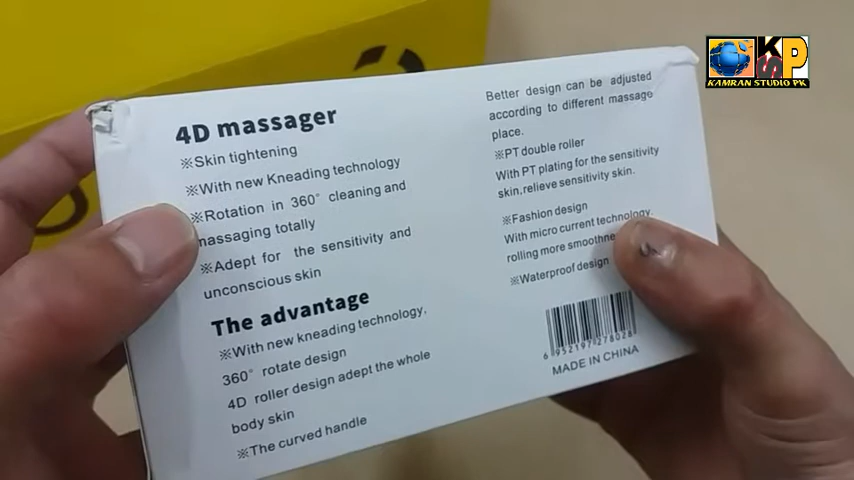 4D massager
※Skin tightening
※With new Kneading technology
※Rotation in 360° cleaning and
massaging totally
※Adept for the sensitivity and
unconscious skin
The advantage
※With new kneading technology,
360° rotate design
4D roller design adept the whole
body skin
※The curved handle
Better design can be adjusted
according to different massage
place.
※PT double roller
With PT plating for the sensitivity
skin,relieve sensitivity skin.
※Fashion design
With micro current technology,
rolling more smoothne
※Waterproof design
6 952197 278028
MADE IN CHINA
KSP
KAMRAN STUDIO PK